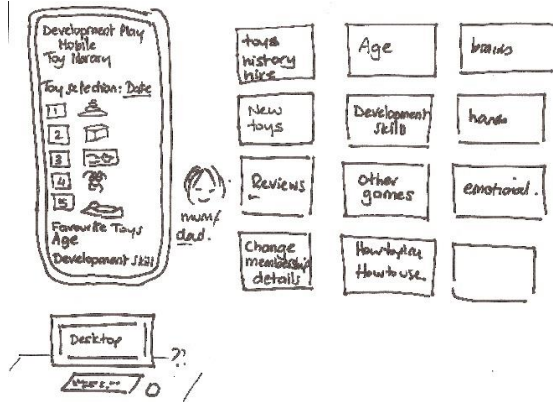 Development Play
Mobile
Toy library
Toy selection: Date
1
2
3
4
5
Favourite Toys
Age
Development Skill
mum/
dad.
toys
history
hire
Age
New
toys
Development
Skill
hands
Reviews
Other
games
emotional.
Change
membership
details
How to play
How to use
Desktop
??